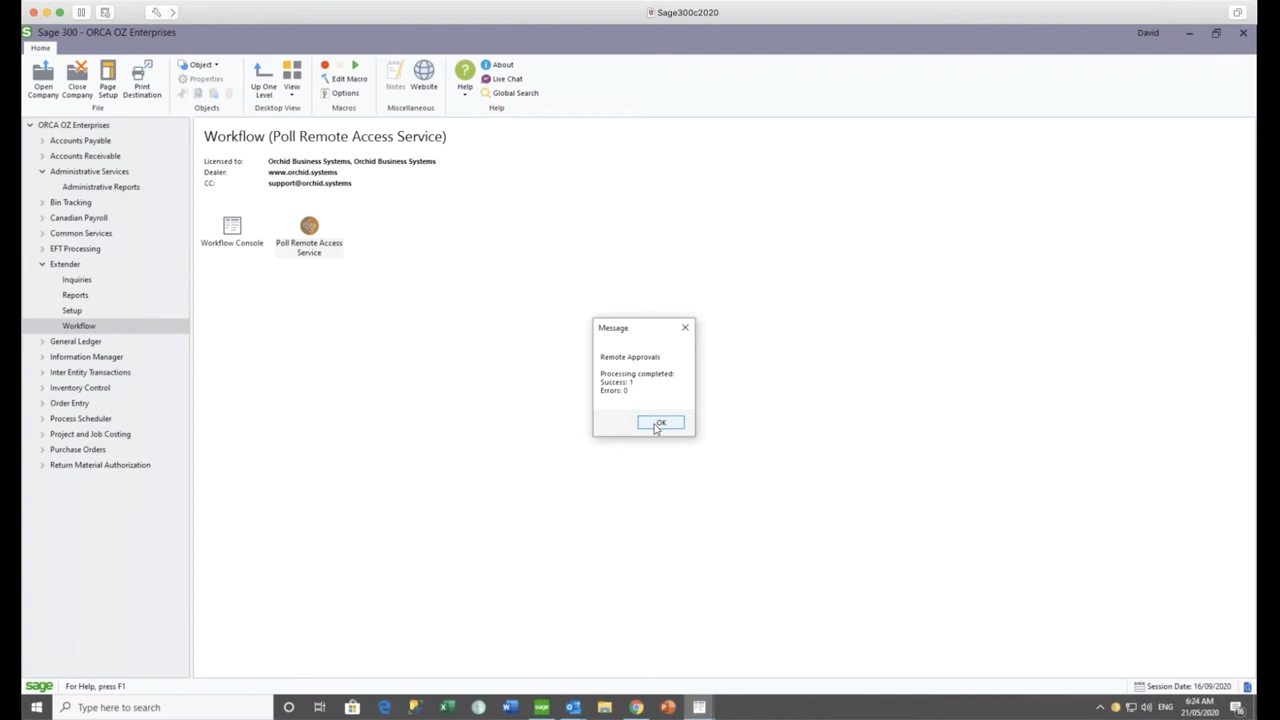 Sage300c2020
S Sage 300 - ORCA OZ Enterprises
David
Home
Open Company
Close Company
Page Setup
Print Destination
File
Object
Properties
Objects
Up One Level
View
Desktop View
Edit Macro
Options
Macros
Notes
Website
Miscellaneous
Help
About
Live Chat
Global Search
Help
ORCA OZ Enterprises
Accounts Payable
Accounts Receivable
Administrative Services
Administrative Reports
Bin Tracking
Canadian Payroll
Common Services
EFT Processing
Extender
Inquiries
Reports
Setup
Workflow
General Ledger
Information Manager
Inter Entity Transactions
Inventory Control
Order Entry
Process Scheduler
Project and Job Costing
Purchase Orders
Return Material Authorization
Workflow (Poll Remote Access Service)
Licensed to: Orchid Business Systems, Orchid Business Systems
Dealer: www.orchid.systems
CC: support@orchid.systems
Workflow Console
Poll Remote Access
Service
Message
Remote Approvals
Processing completed:
Success: 1
Errors: 0
OK
sage For Help, press F1
Session Date: 16/09/2020
Type here to search
ENG
6:24 AM
21/05/2020